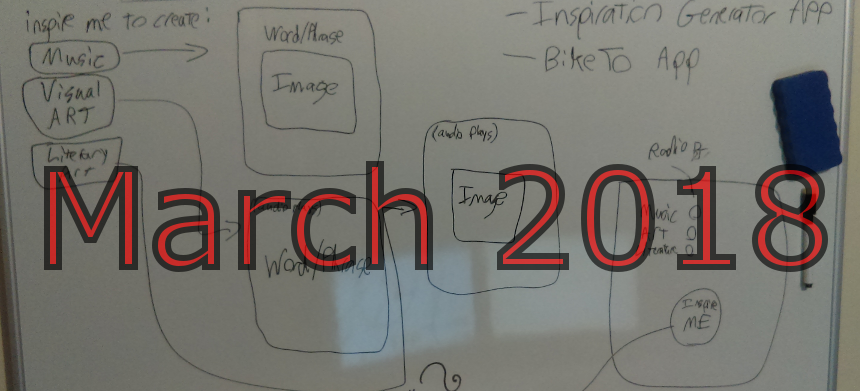 inspire me to create:
Music
Visual
ART
Literary
Art
Word/Phrase
Image
- Inspiration Generator App
- BikeTo App
(audio plays)
Image
Word/Phrase
Radio
Music
ART
Literature
Inspire
ME
March 2018